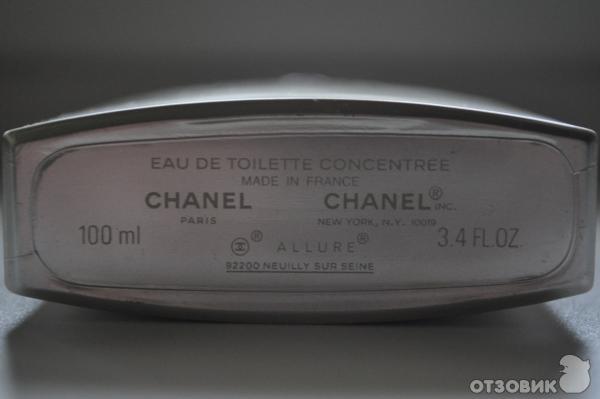 EAU DE TOILETTE CONCENTRÉE
MADE IN FRANCE
CHANEL CHANEL® INC.
PARIS NEW YORK, N.Y. 10019
100 ml 3.4 FL.OZ.
® ALLURE®
92200 NEUILLY SUR SEINE
ОТЗОВИК